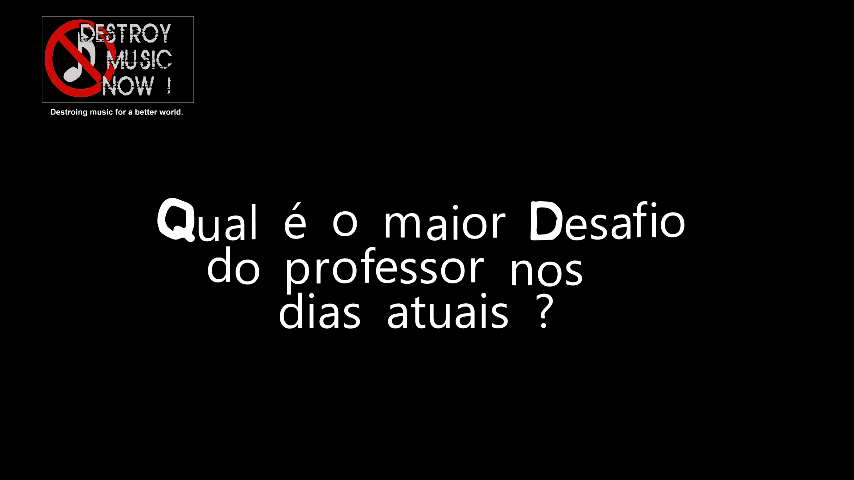 DESTROY
MUSIC
NOW !
Destroing music for a better world.
Qual é o maior Desafio
do professor nos
dias atuais ?